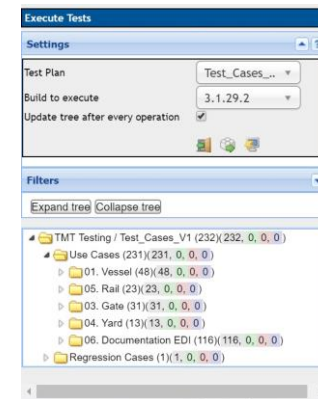 Execute Tests
Settings
Test Plan Test_Cases_..
Build to execute 3.1.29.2
Update tree after every operation
Filters
Expand tree Collapse tree
TMT Testing / Test_Cases_V1 (232)(232, 0, 0, 0)
Use Cases (231)(231, 0, 0, 0)
01. Vessel (48)(48, 0, 0, 0)
05. Rail (23)(23, 0, 0, 0)
03. Gate (31)(31, 0, 0, 0)
04. Yard (13)(13, 0, 0, 0)
06. Documentation EDI (116)(116, 0, 0, 0)
Regression Cases (1)(1, 0, 0, 0)